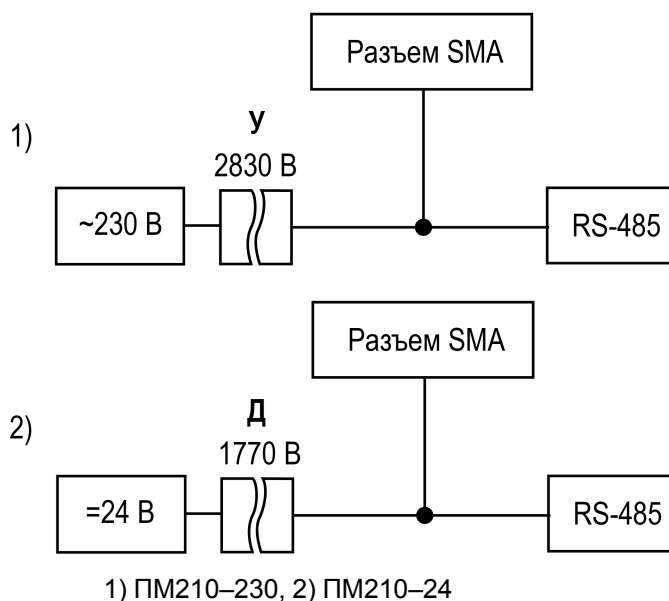 Разъем SMA
1)
У
2830 В
~230 В
RS-485
Разъем SMA
2)
Д
1770 В
=24 В
RS-485
1) ПМ210–230, 2) ПМ210–24